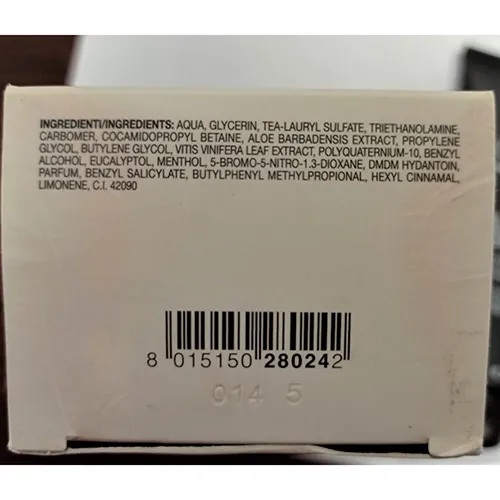 INGREDIENTI/INGREDIENTS: AQUA, GLYCERIN, TEA-LAURYL SULFATE, TRIETHANOLAMINE,
CARBOMER, COCAMIDOPROPYL BETAINE, ALOE BARBADENSIS EXTRACT, PROPYLENE
GLYCOL, BUTYLENE GLYCOL, VITIS VINIFERA LEAF EXTRACT, POLYQUATERNIUM-10, BENZYL
ALCOHOL, EUCALYPTOL, MENTHOL, 5-BROMO-5-NITRO-1.3-DIOXANE, DMDM HYDANTOIN,
PARFUM, BENZYL SALICYLATE, BUTYLPHENYL METHYLPROPIONAL, HEXYL CINNAMAL,
LIMONENE, C.I. 42090
8 015150 280242
014 5